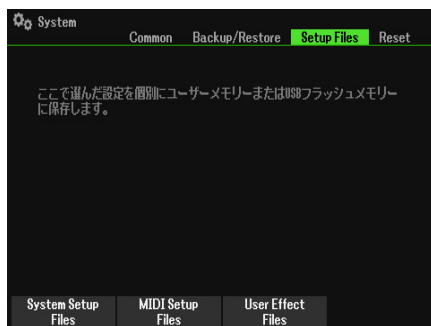 System
Common Backup/Restore Setup Files Reset
ここで選んだ設定を個別にユーザーメモリーまたはUSBフラッシュメモリー
に保存します。
System Setup Files MIDI Setup Files User Effect Files